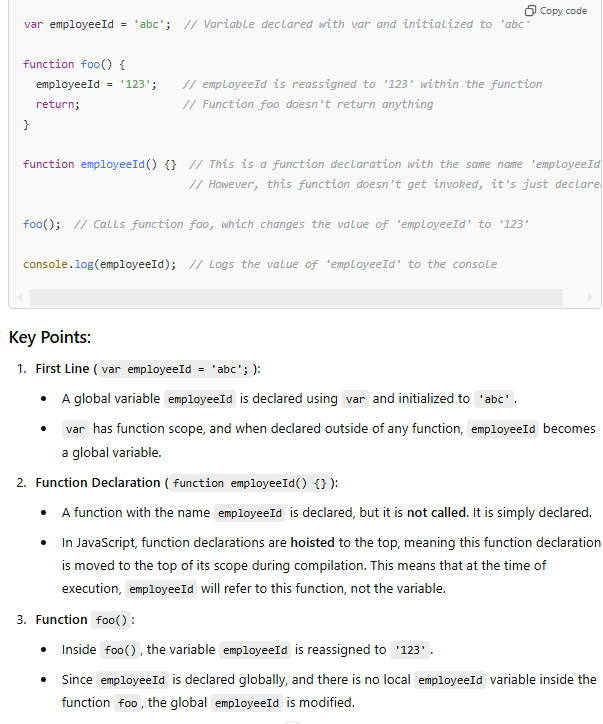 Copy code
var employeeId = 'abc';  // Variable declared with var and initialized to 'abc'
function foo() {
  employeeId = '123';    // employeeId is reassigned to '123' within the function
  return;                // Function foo doesn't return anything
}
function employeeId() {}  // This is a function declaration with the same name 'employeeId
                          // However, this function doesn't get invoked, it's just declare
foo();  // Calls function foo, which changes the value of 'employeeId' to '123'
console.log(employeeId);  // Logs the value of 'employeeId' to the console
Key Points:
1. First Line ( var employeeId = 'abc'; ):
• A global variable employeeId is declared using var and initialized to 'abc' .
• var has function scope, and when declared outside of any function, employeeId becomes
a global variable.
2. Function Declaration ( function employeeId() {} ):
• A function with the name employeeId is declared, but it is not called. It is simply declared.
• In JavaScript, function declarations are hoisted to the top, meaning this function declaration
is moved to the top of its scope during compilation. This means that at the time of
execution, employeeId will refer to this function, not the variable.
3. Function foo() :
• Inside foo() , the variable employeeId is reassigned to '123' .
• Since employeeId is declared globally, and there is no local employeeId variable inside the
function foo , the global employeeId is modified.